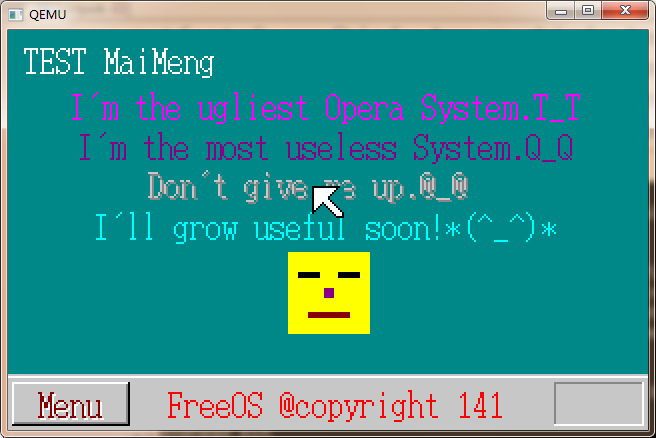 QEMU
TEST MaiMeng
I´m the ugliest Opera System.T_T
I´m the most useless System.Q_Q
Don´t give me up.@_@
I´ll grow useful soon!*(^_^)*
Menu
FreeOS @copyright 141